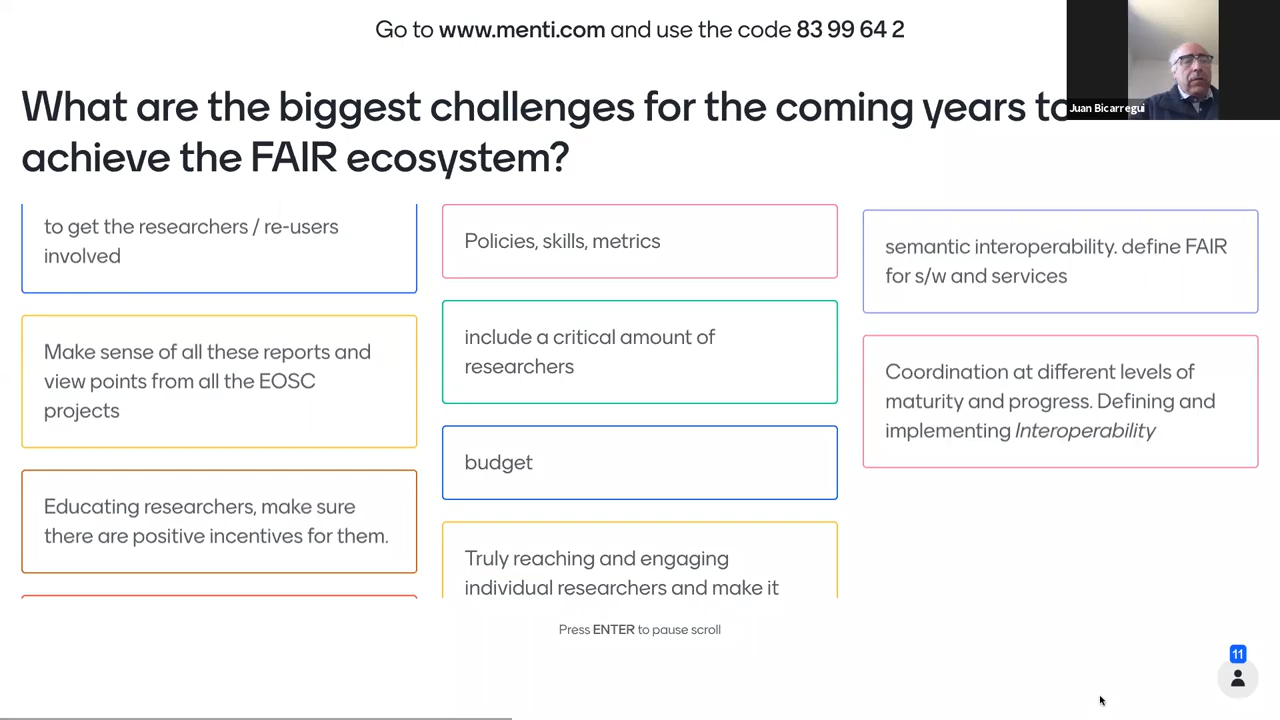 Go to www.menti.com and use the code 83 99 64 2
Juan Bicarregui
What are the biggest challenges for the coming years to
achieve the FAIR ecosystem?
to get the researchers / re-users
involved
Make sense of all these reports and
view points from all the EOSC
projects
Educating researchers, make sure
there are positive incentives for them.
Policies, skills, metrics
include a critical amount of
researchers
budget
Truly reaching and engaging
individual researchers and make it
semantic interoperability. define FAIR
for s/w and services
Coordination at different levels of
maturity and progress. Defining and
implementing Interoperability
Press ENTER to pause scroll
11